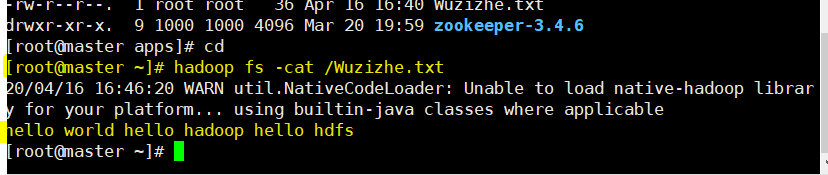 -rw-r--r--.  1 root root   36 Apr 16 16:40 Wuzizhe.txt
drwxr-xr-x.  9 1000 1000 4096 Mar 20 19:59 zookeeper-3.4.6
[root@master apps]# cd
[root@master ~]# hadoop fs -cat /Wuzizhe.txt
20/04/16 16:46:20 WARN util.NativeCodeLoader: Unable to load native-hadoop librar
y for your platform... using builtin-java classes where applicable
hello world hello hadoop hello hdfs
[root@master ~]#